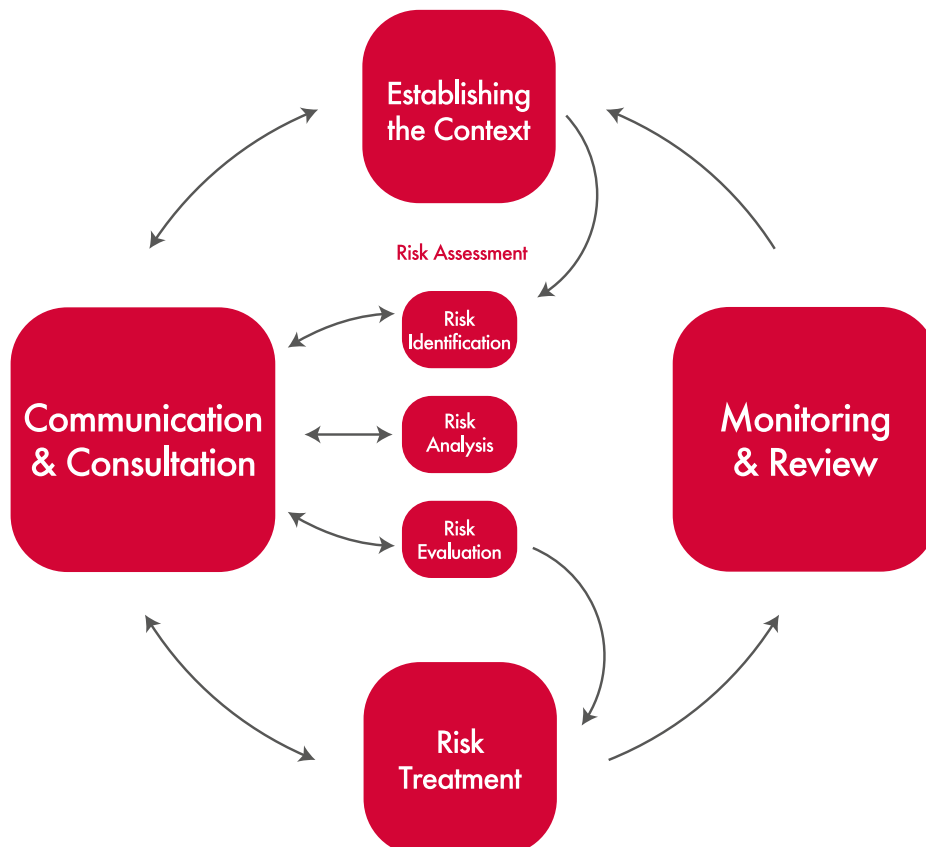 Establishing
the Context
Risk Assessment
Risk
Identification
Communication
& Consultation
Risk
Analysis
Monitoring
& Review
Risk
Evaluation
Risk
Treatment